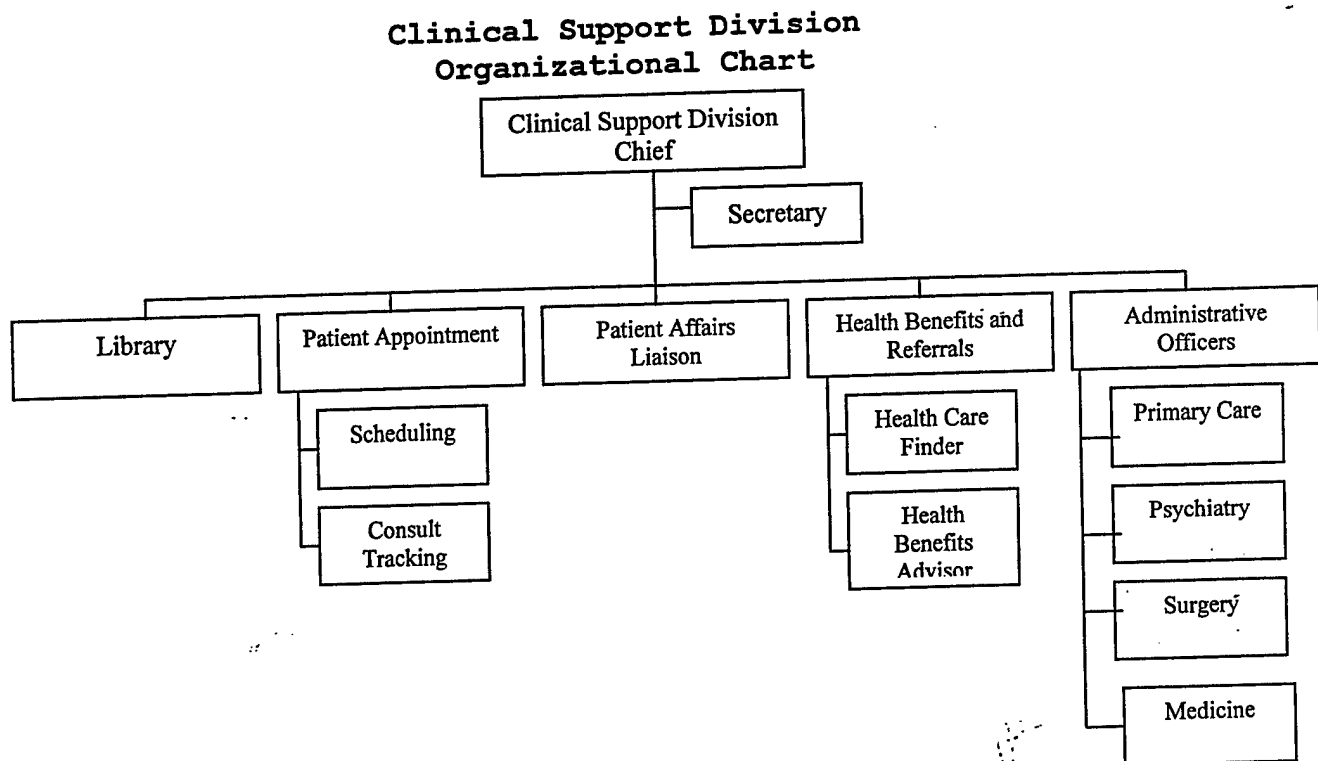 Clinical Support Division
Organizational Chart
Clinical Support Division
Chief
Secretary
Library
Patient Appointment
Patient Affairs
Liaison
Health Benefits and
Referrals
Administrative
Officers
Scheduling
Consult
Tracking
Health Care
Finder
Health
Benefits
Advisor
Primary Care
Psychiatry
Surgery
Medicine